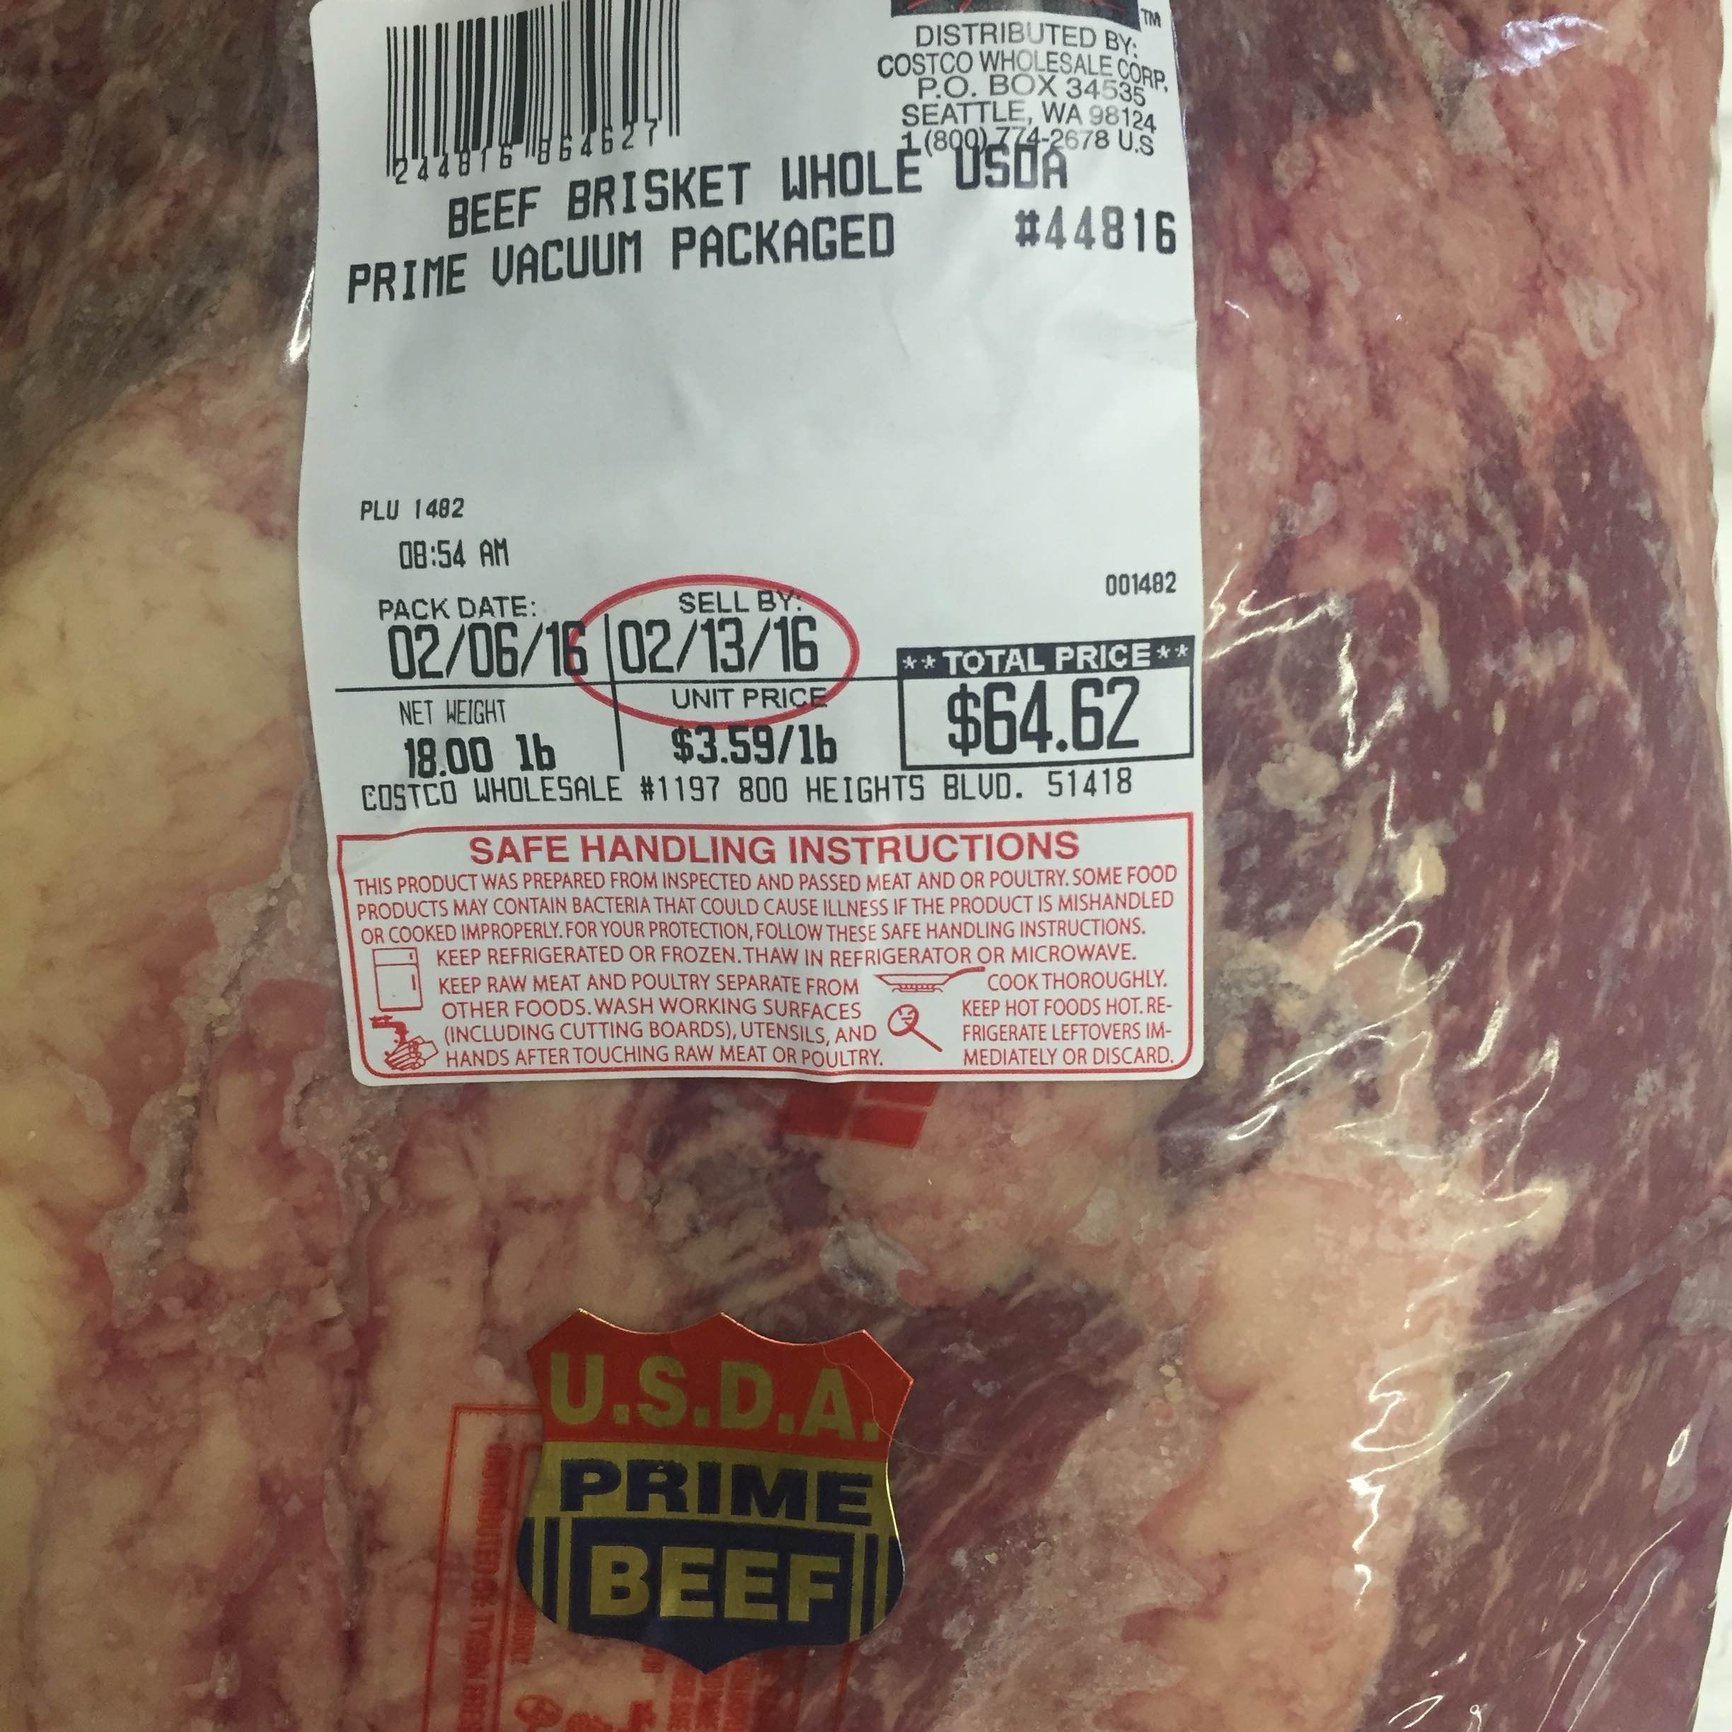 TM
DISTRIBUTED BY:
COSTCO WHOLESALE CORP.
P.O. BOX 34535
SEATTLE, WA 98124
1 (800) 774-2678 U.S
2 44816 864627
BEEF BRISKET WHOLE USDA
PRIME VACUUM PACKAGED #44816
PLU 1482
08:54 AM
001482
PACK DATE: SELL BY:
02/06/16 02/13/16
**TOTAL PRICE**
$64.62
NET WEIGHT UNIT PRICE
18.00 lb $3.59/lb
COSTCO WHOLESALE #1197 800 HEIGHTS BLVD. 51418
SAFE HANDLING INSTRUCTIONS
THIS PRODUCT WAS PREPARED FROM INSPECTED AND PASSED MEAT AND OR POULTRY. SOME FOOD
PRODUCTS MAY CONTAIN BACTERIA THAT COULD CAUSE ILLNESS IF THE PRODUCT IS MISHANDLED
OR COOKED IMPROPERLY. FOR YOUR PROTECTION, FOLLOW THESE SAFE HANDLING INSTRUCTIONS.
KEEP REFRIGERATED OR FROZEN. THAW IN REFRIGERATOR OR MICROWAVE.
KEEP RAW MEAT AND POULTRY SEPARATE FROM
OTHER FOODS. WASH WORKING SURFACES
(INCLUDING CUTTING BOARDS), UTENSILS, AND
HANDS AFTER TOUCHING RAW MEAT OR POULTRY.
COOK THOROUGHLY.
KEEP HOT FOODS HOT. RE-
FRIGERATE LEFTOVERS IM-
MEDIATELY OR DISCARD.
U.S.D.A.
PRIME
BEEF
TYSON